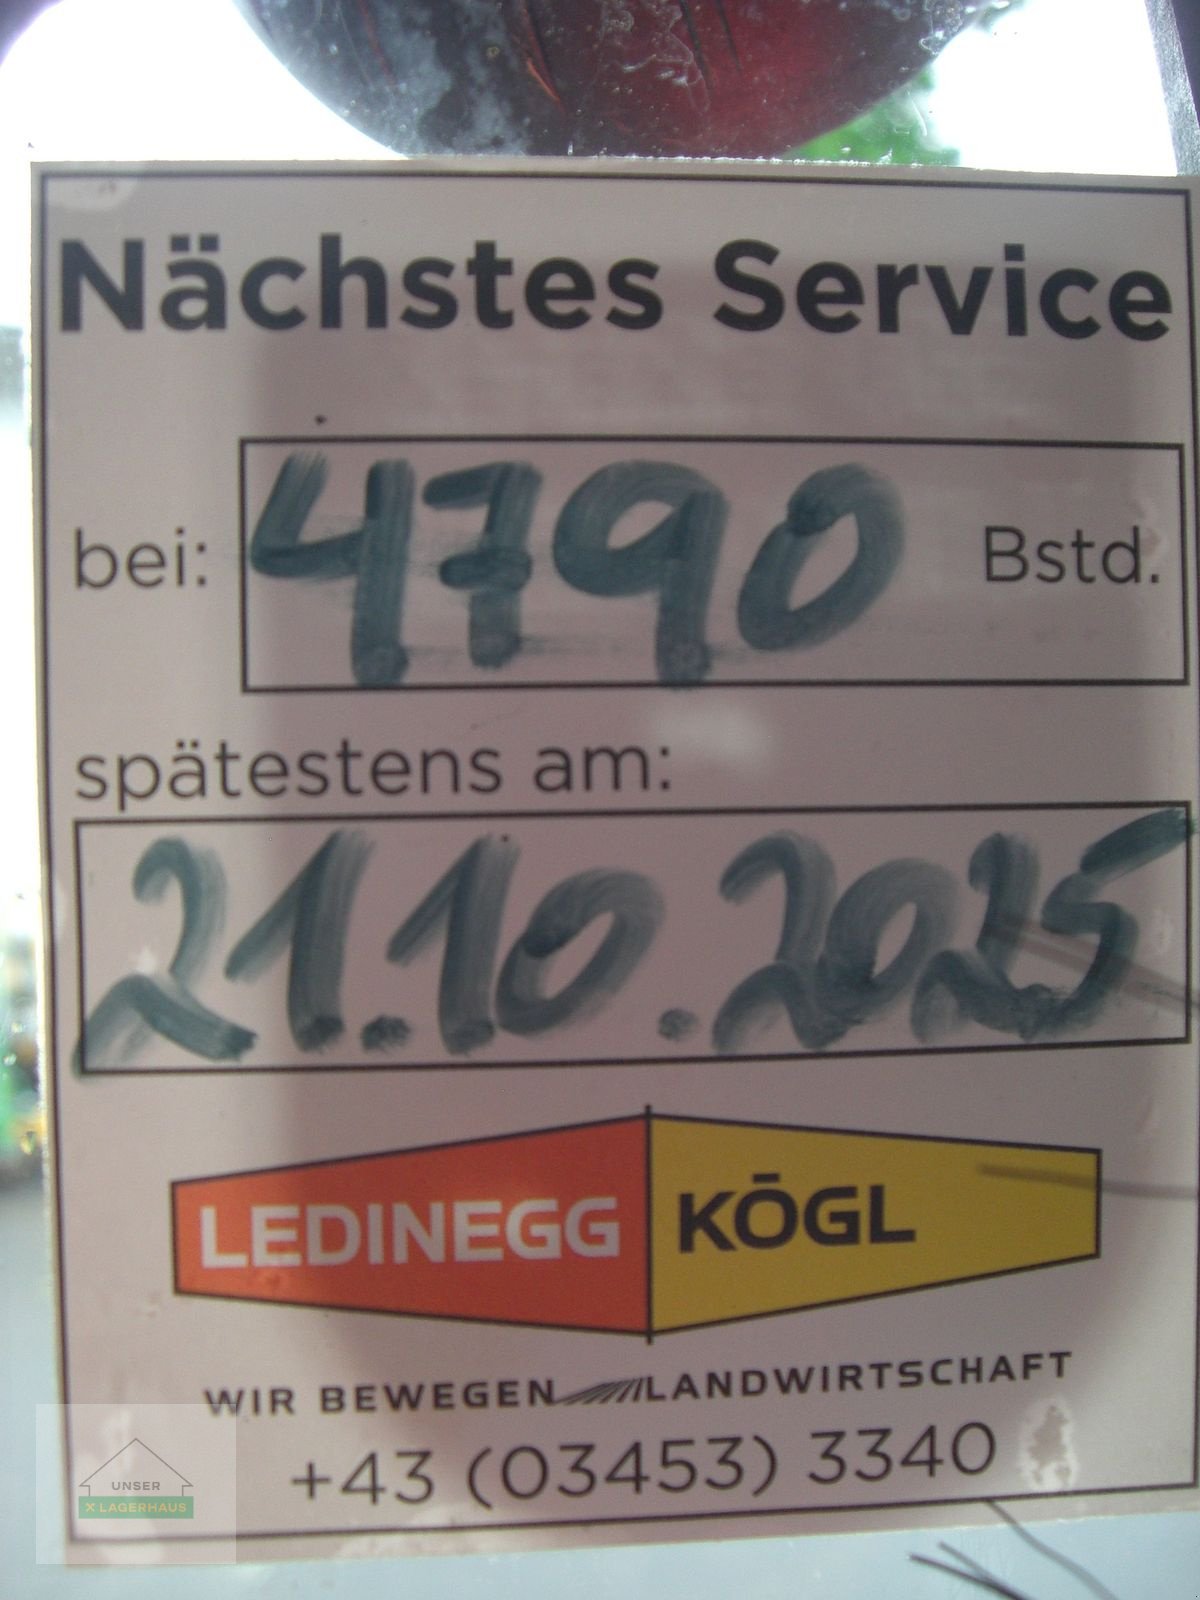 Nächstes Service
bei: 4790 Bstd.
spätestens am:
21.10.2025
LEDINEGG KŌGL
WIR BEWEGEN LANDWIRTSCHAFT
+43 (03453) 3340
UNSER
X LAGERHAUS